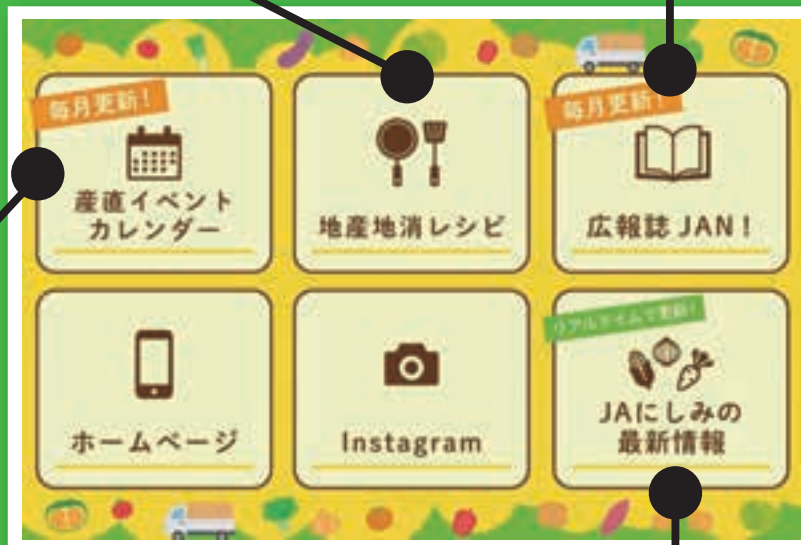 毎月更新！
産直イベント
カレンダー
地産地消レシピ
毎月更新！
広報誌 JAN！
ホームページ
Instagram
リアルタイムで更新！
JAにしみの
最新情報